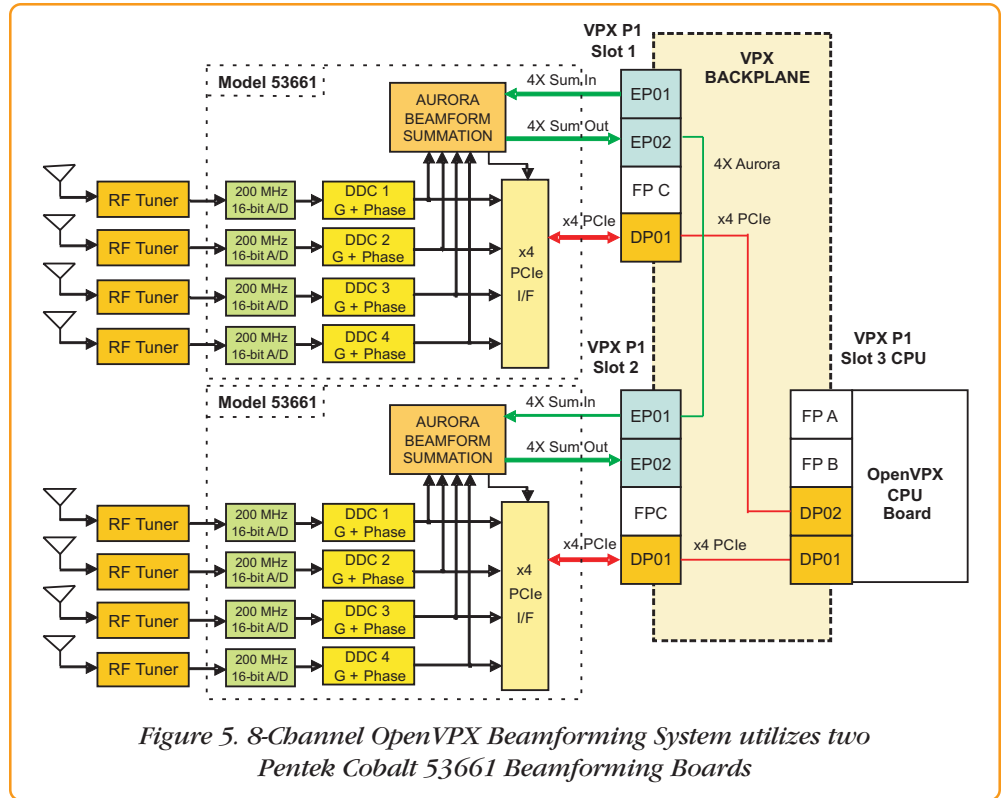 VPX P1
Slot 1
VPX
BACKPLANE
Model 53661
AURORA
BEAMFORM
SUMMATION
4X Sum In
4X Sum Out
EP01
EP02
FP C
DP01
4X Aurora
x4 PCIe
x4 PCIe
RF Tuner
200 MHz
16-bit A/D
DDC 1
G + Phase
RF Tuner
200 MHz
16-bit A/D
DDC 2
G + Phase
RF Tuner
200 MHz
16-bit A/D
DDC 3
G + Phase
RF Tuner
200 MHz
16-bit A/D
DDC 4
G + Phase
x4
PCIe
I/F
VPX P1
Slot 2
VPX P1
Slot 3 CPU
Model 53661
AURORA
BEAMFORM
SUMMATION
4X Sum In
4X Sum Out
EP01
EP02
FPC
DP01
x4 PCIe
x4 PCIe
FP A
FP B
DP02
DP01
OpenVPX
CPU
Board
RF Tuner
200 MHz
16-bit A/D
DDC 1
G + Phase
RF Tuner
200 MHz
16-bit A/D
DDC 2
G + Phase
RF Tuner
200 MHz
16-bit A/D
DDC 3
G + Phase
RF Tuner
200 MHz
16-bit A/D
DDC 4
G + Phase
x4
PCIe
I/F
Figure 5. 8-Channel OpenVPX Beamforming System utilizes two
Pentek Cobalt 53661 Beamforming Boards